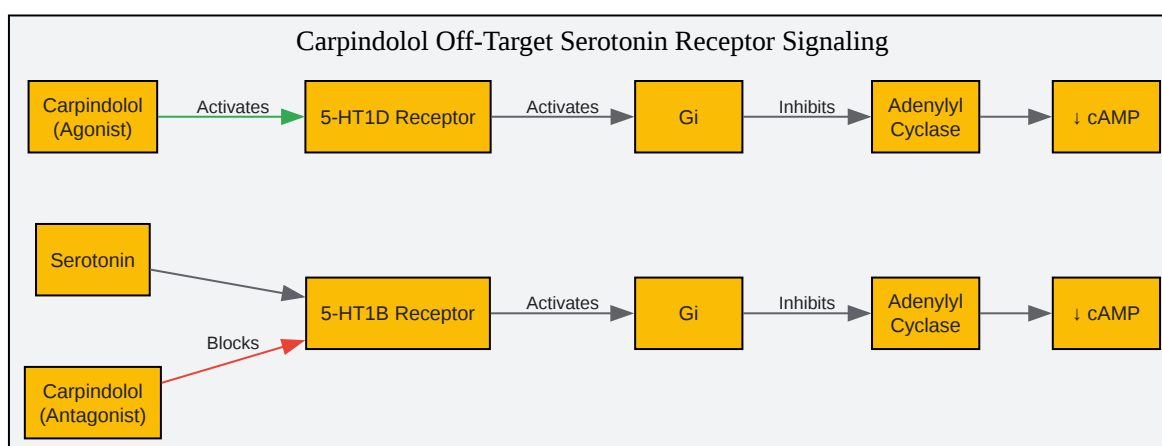 Carpindolol Off-Target Serotonin Receptor Signaling
Carpindolol
(Agonist)
Activates
5-HT1D Receptor
Activates
Gi
Inhibits
Adenylyl
Cyclase
↓ cAMP
Serotonin
5-HT1B Receptor
Activates
Gi
Inhibits
Adenylyl
Cyclase
↓ cAMP
Blocks
Carpindolol
(Antagonist)